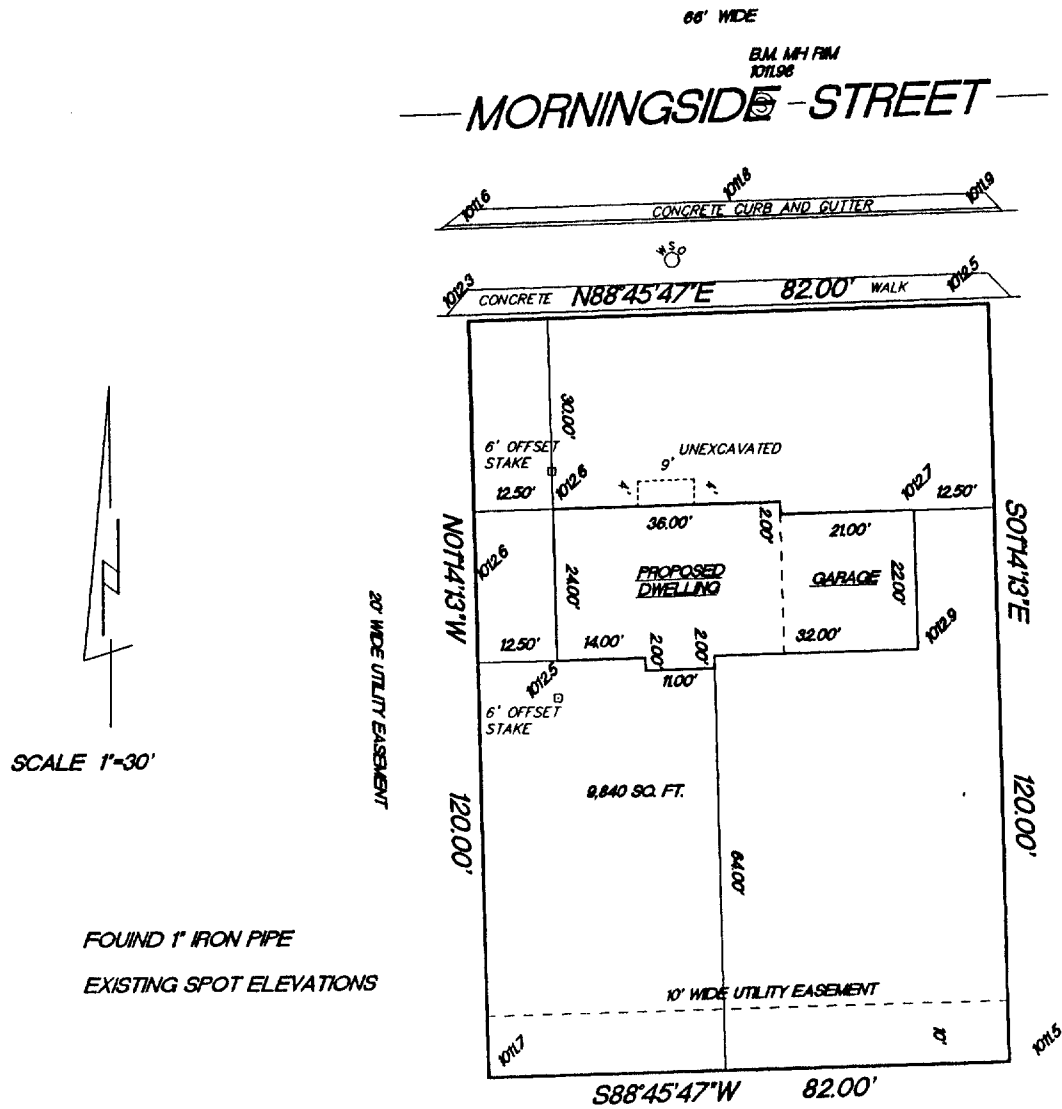 66' WIDE
B.M. MH RIM
1011.98
MORNINGSIDE STREET
1011.6
1011.8
1011.9
CONCRETE CURB AND GUTTER
W S O
1012.3
CONCRETE N88°45'47"E 82.00' WALK
1012.5
30.00'
6' OFFSET
STAKE
1012.6
9' UNEXCAVATED
4'
4'
1012.7
12.50'
12.50'
36.00'
2.00'
21.00'
N01°14'13"W
1012.6
24.00'
PROPOSED
DWELLING
GARAGE
22.00'
S01°14'13"E
20' WIDE UTILITY EASEMENT
12.50'
14.00'
2.00'
2.00'
32.00'
1012.9
11.00'
1012.5
6' OFFSET
STAKE
SCALE 1"=30'
9,840 SQ. FT.
120.00'
120.00'
64.00'
FOUIND 1" IRON PIPE
EXISTING SPOT ELEVATIONS
10' WIDE UTILITY EASEMENT
1011.7
10'
1011.5
S88°45'47"W 82.00'